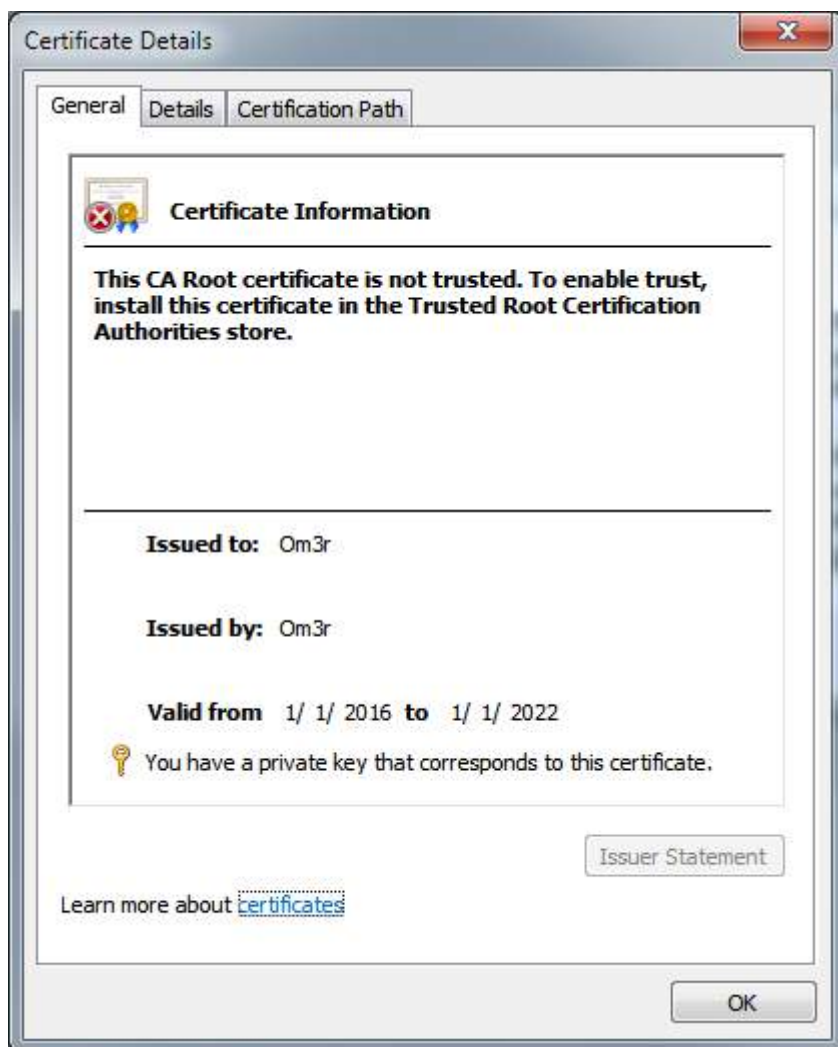 Certificate Details
General Details Certification Path
Certificate Information
This CA Root certificate is not trusted. To enable trust,
install this certificate in the Trusted Root Certification
Authorities store.
Issued to: Om3r
Issued by: Om3r
Valid from 1/ 1/ 2016 to 1/ 1/ 2022
You have a private key that corresponds to this certificate.
Issuer Statement
Learn more about certificates
OK